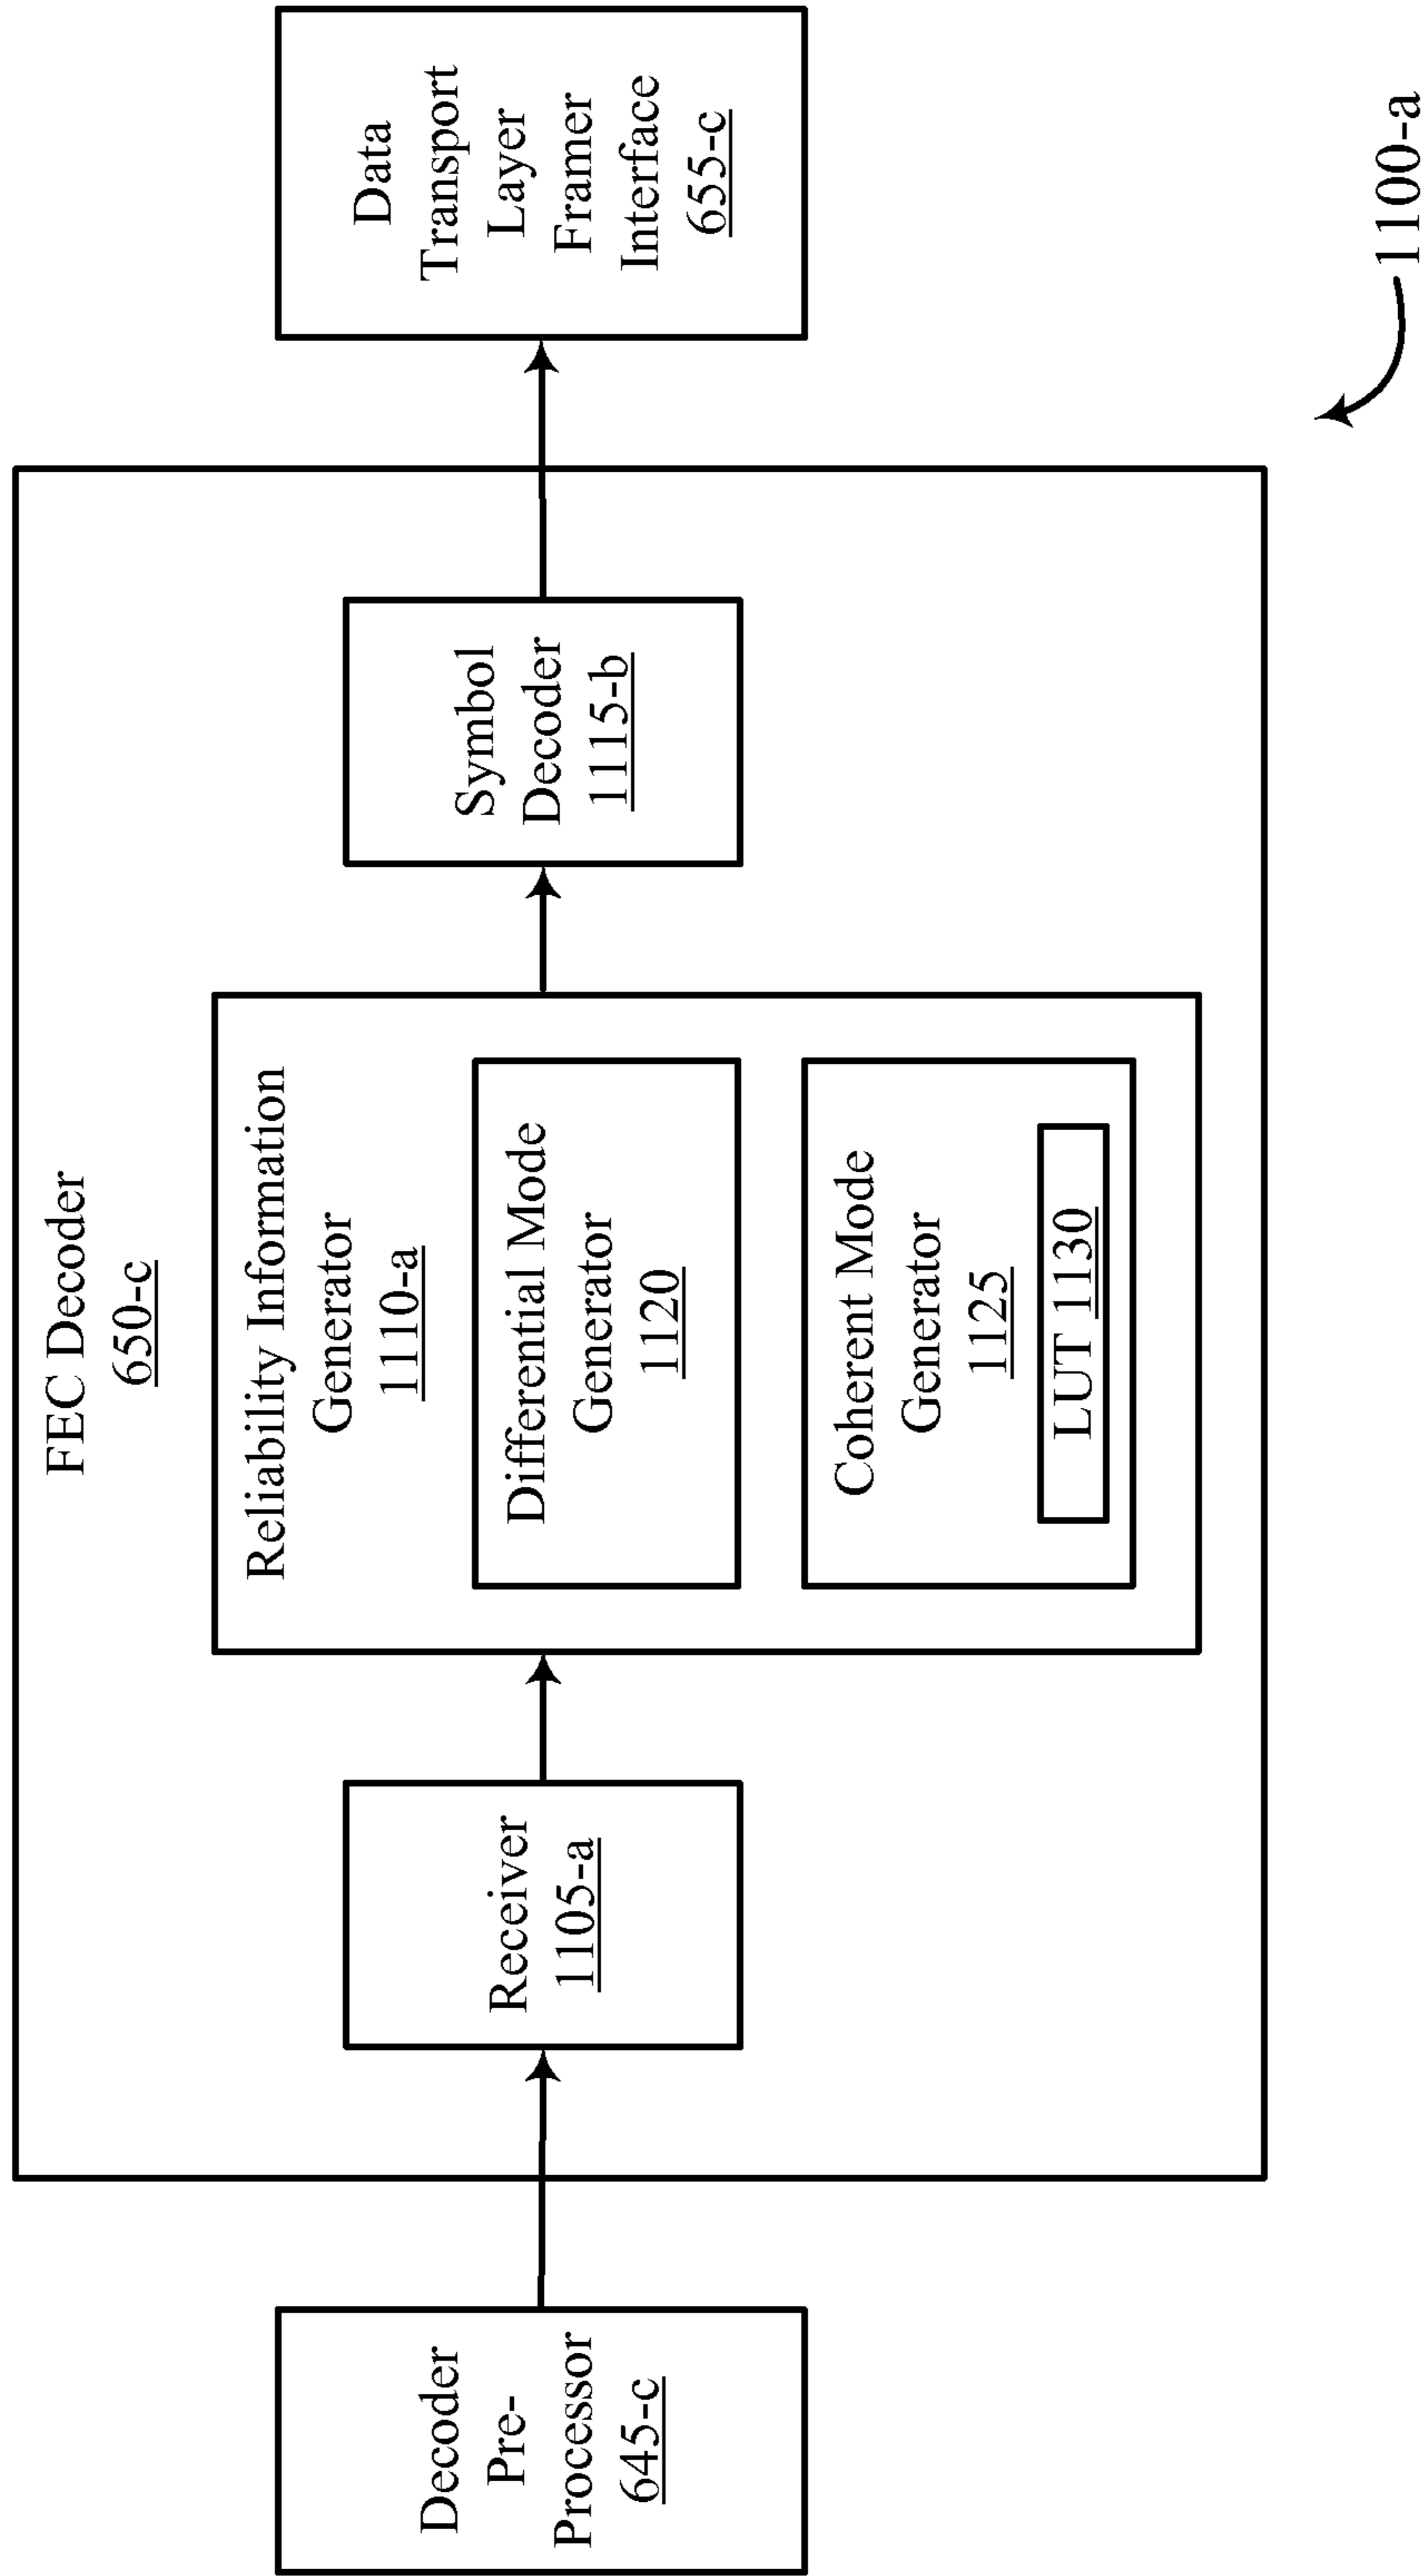 FEC Decoder
650-c
Decoder
Pre-
Processor
645-c
Receiver
1105-a
Reliability Information
Generator
1110-a
Differential Mode
Generator
1120
Coherent Mode
Generator
1125
LUT 1130
Symbol
Decoder
1115-b
Data
Transport
Layer
Framer
Interface
655-c
1100-a